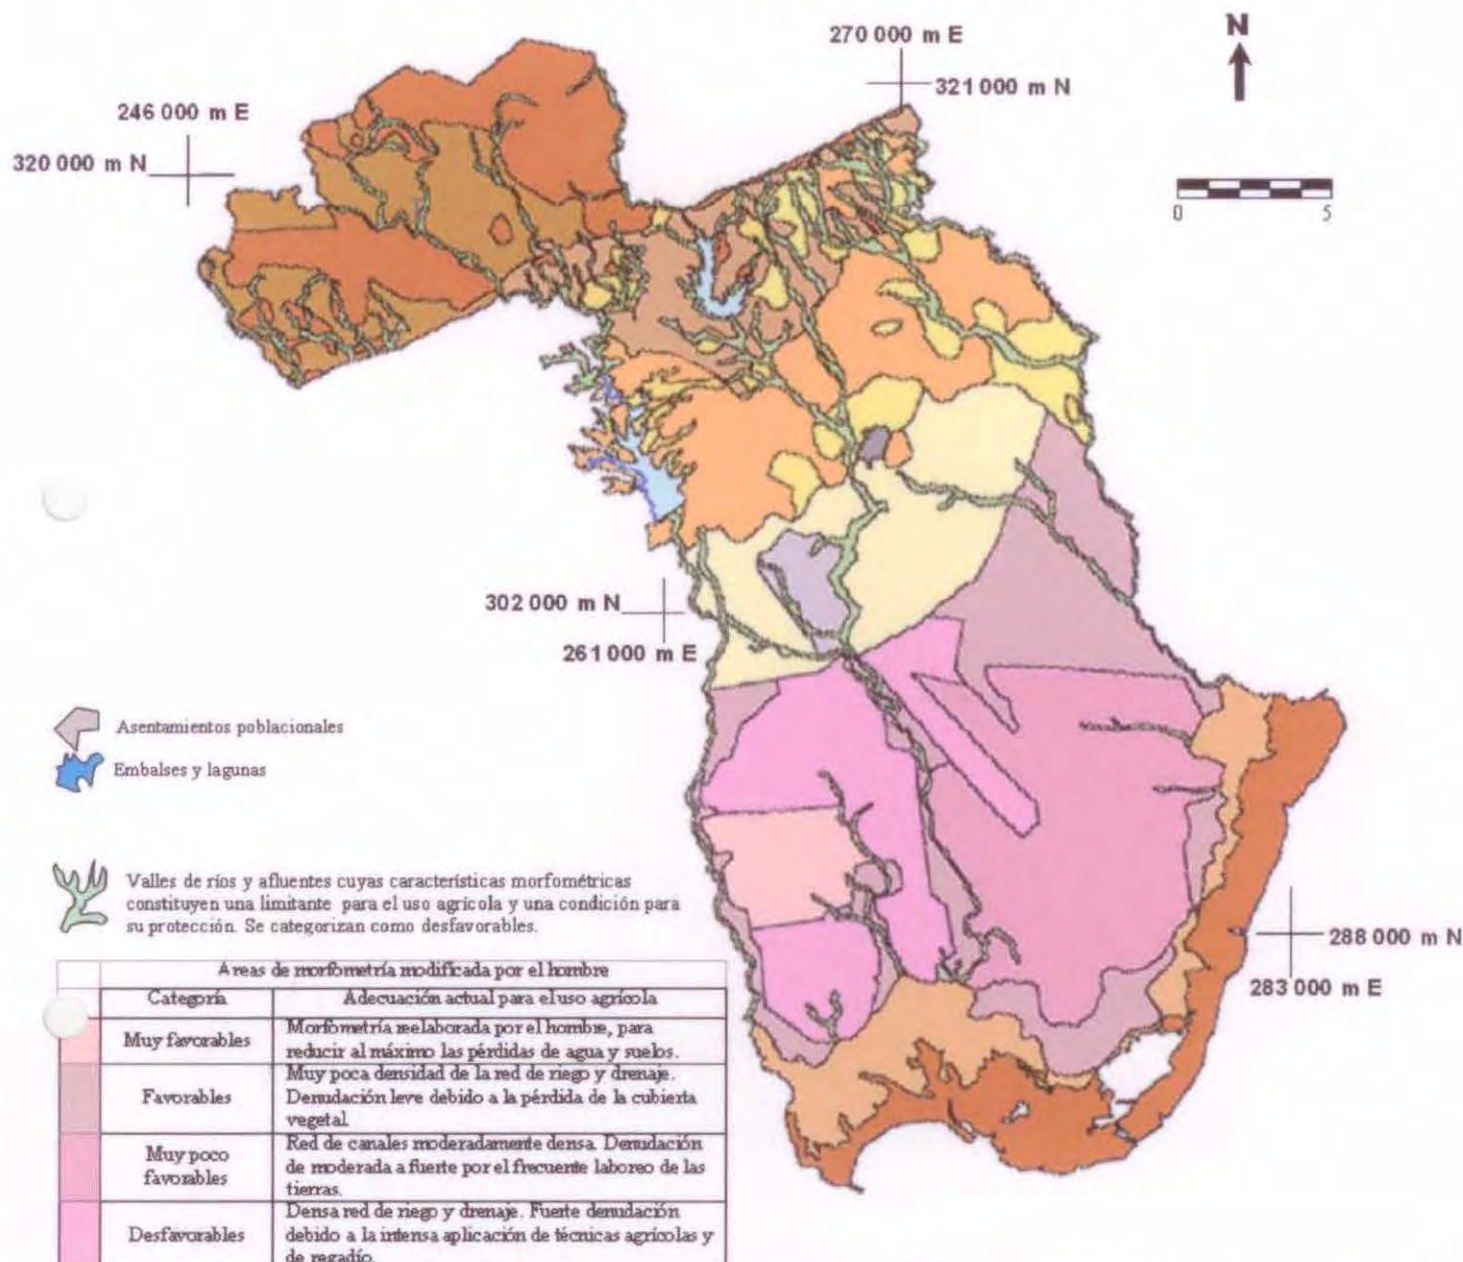 N
270 000 m E
321 000 m N
246 000 m E
320 000 m N
0 5
302 000 m N
261 000 m E
Asentamientos poblacionales
Embalses y lagunas
Valles de ríos y afluentes cuyas características morfométricas
constituyen una limitante para el uso agrícola y una condición para
su protección. Se categorizan como desfavorables.
288 000 m N
283 000 m E
Areas de morfometría modificada por el hombre
Categoría Adecuación actual para el uso agrícola
Muy favorables
Morfometría reelaborada por el hombre, para
reducir al máximo las pérdidas de agua y suelos.
Favorables
Muy poca densidad de la red de riego y drenaje.
Denudación leve debido a la pérdida de la cubierta
vegetal
Muy poco
favorables
Red de canales moderadamente densa. Denudación
de moderada a fuerte por el frecuente laboreo de las
tierras.
Desfavorables
Densa red de riego y drenaje. Fuerte denudación
debido a la intensa aplicación de técnicas agrícolas y
de regadío.